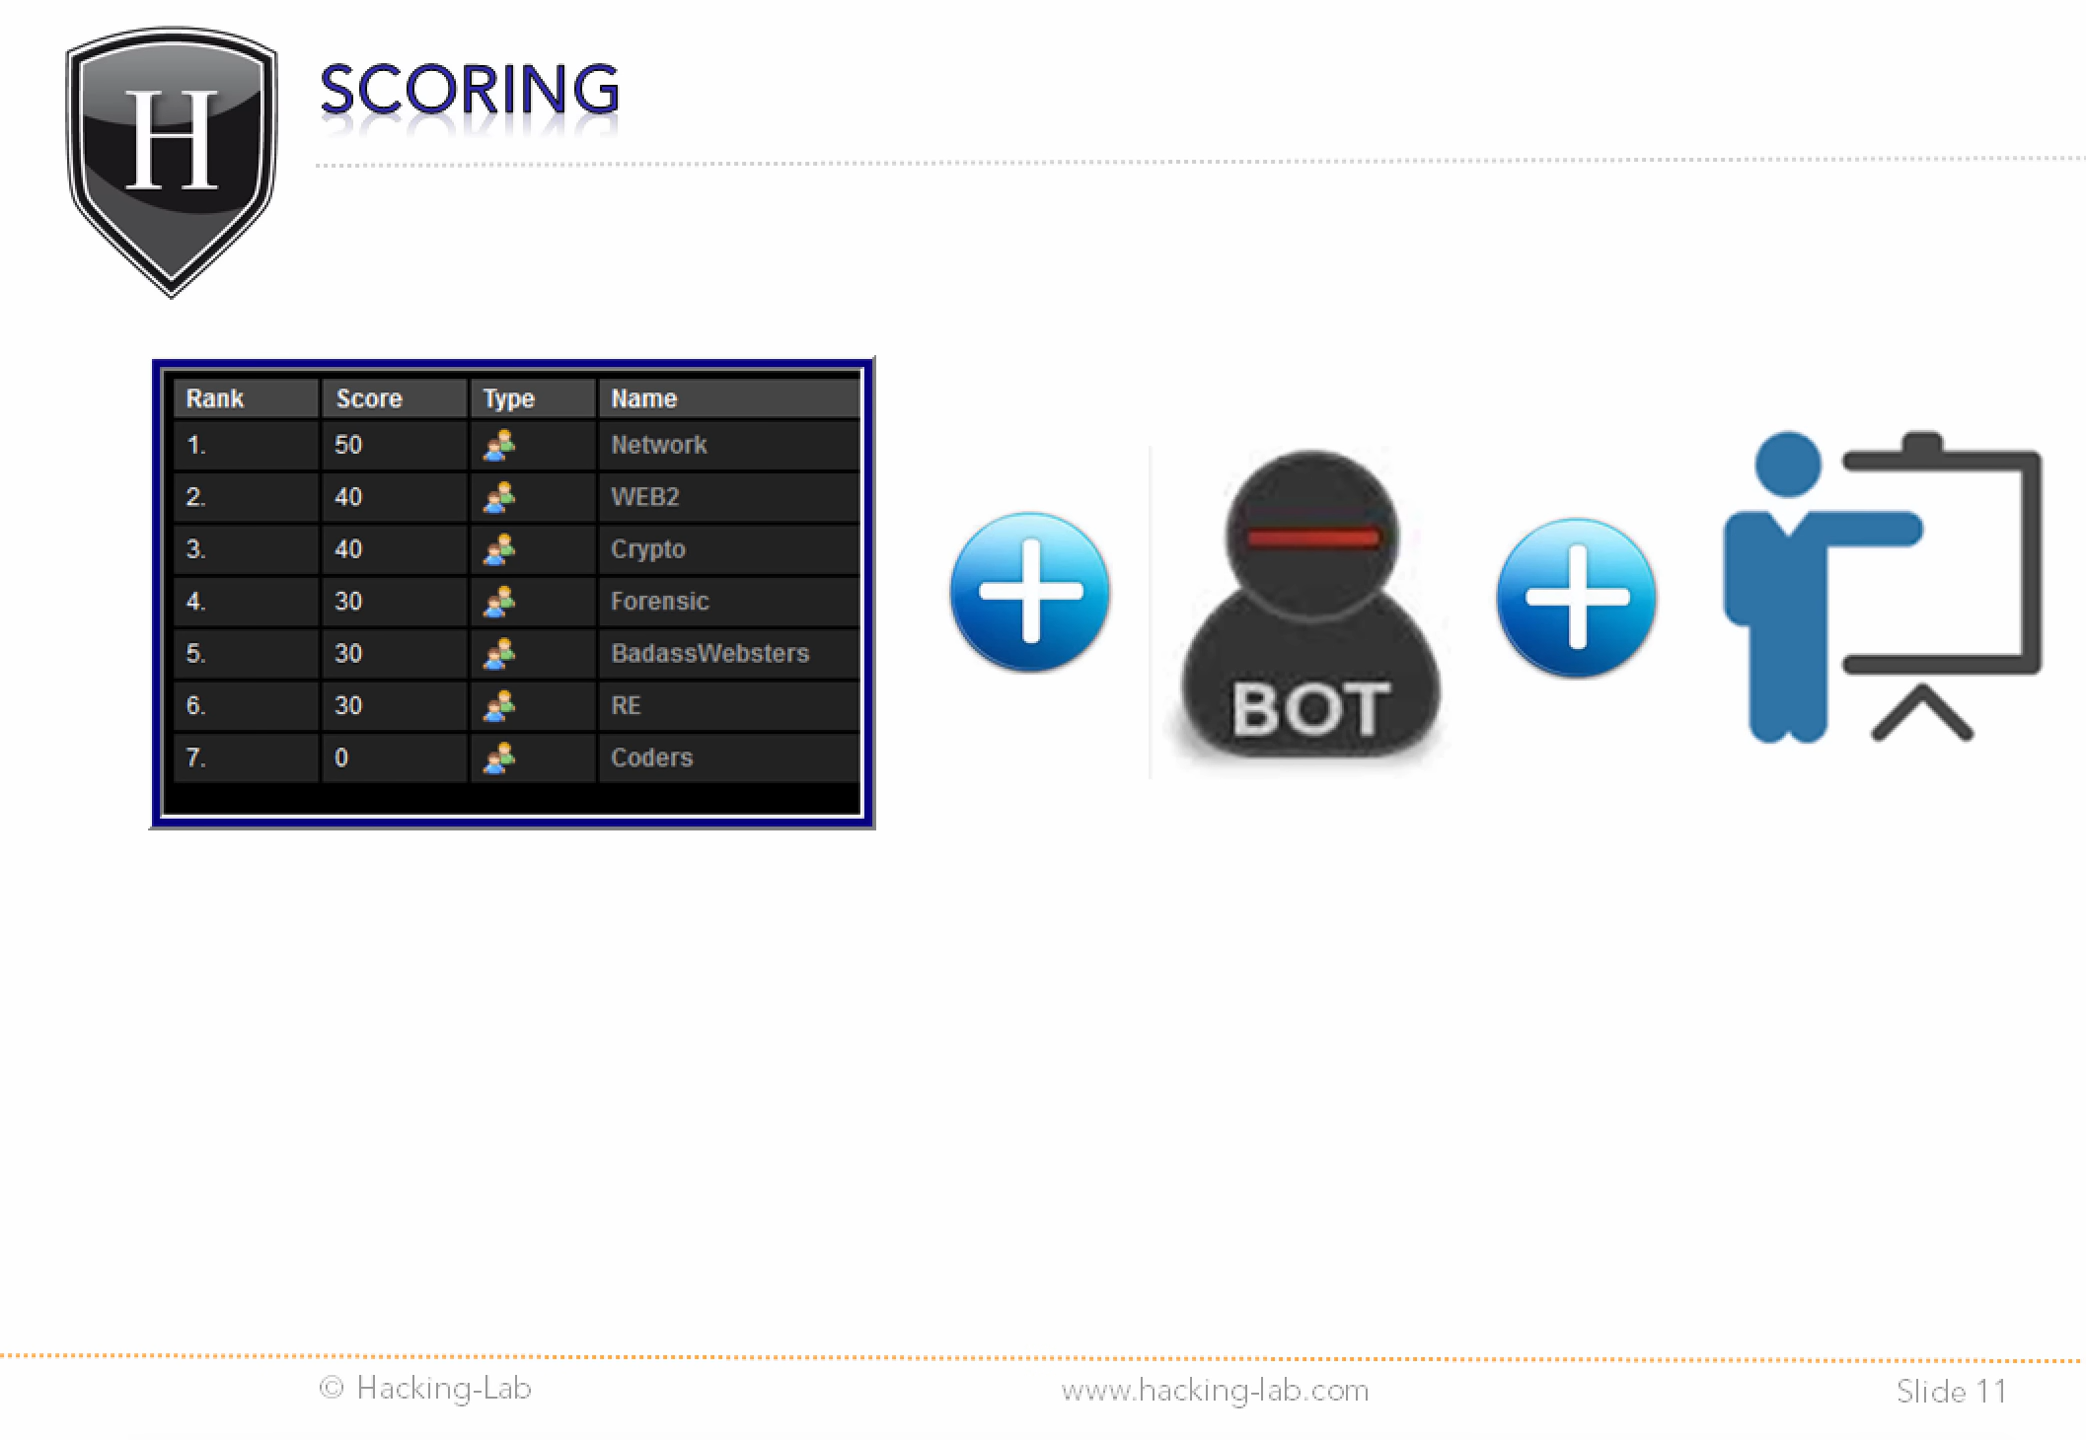 H
SCORING
Rank Score Type Name
1. 50 Network
2. 40 WEB2
3. 40 Crypto
4. 30 Forensic
5. 30 BadassWebsters
6. 30 RE
7. 0 Coders
BOT
© Hacking-Lab www.hacking-lab.com Slide 11